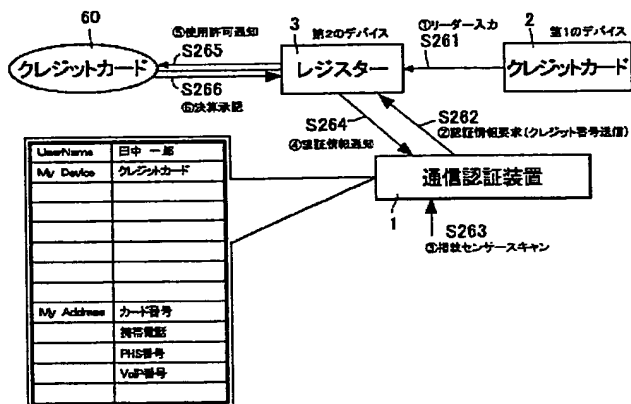 60
クレジットカード
⑤使用許可通知
S265
S266
⑥決算承認
3
第2のデバイス
レジスター
①リーダー入力
S261
2
第1のデバイス
クレジットカード
S264
④認証情報通知
S262
②認証情報要求(クレジット番号送信)
通信認証装置
1
S263
③指紋センサースキャン
UserName 田中 一郎
My Device クレジットカード
My Address カード番号
携帯電話
PHS番号
VoIP番号